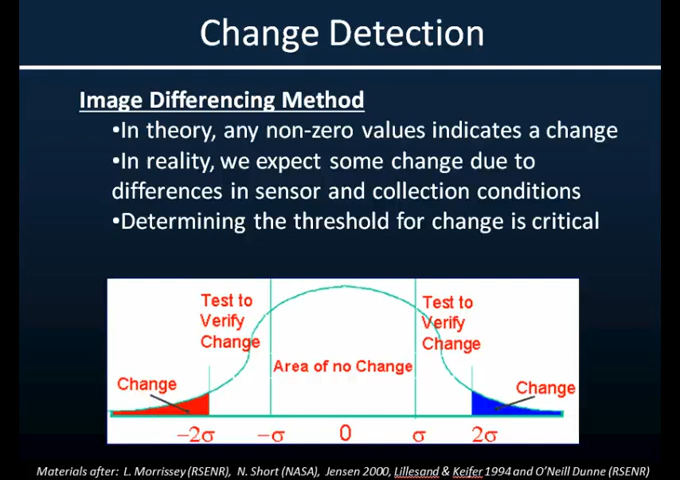 Change Detection
Image Differencing Method
•In theory, any non-zero values indicates a change
•In reality, we expect some change due to
differences in sensor and collection conditions
•Determining the threshold for change is critical
Test to
Verify
Change
Test to
Verify
Change
Area of no Change
Change
Change
−2σ −σ 0 σ 2σ
Materials after: L. Morrissey (RSENR), N. Short (NASA), Jensen 2000, Lillesand & Keifer 1994 and O'Neill Dunne (RSENR)